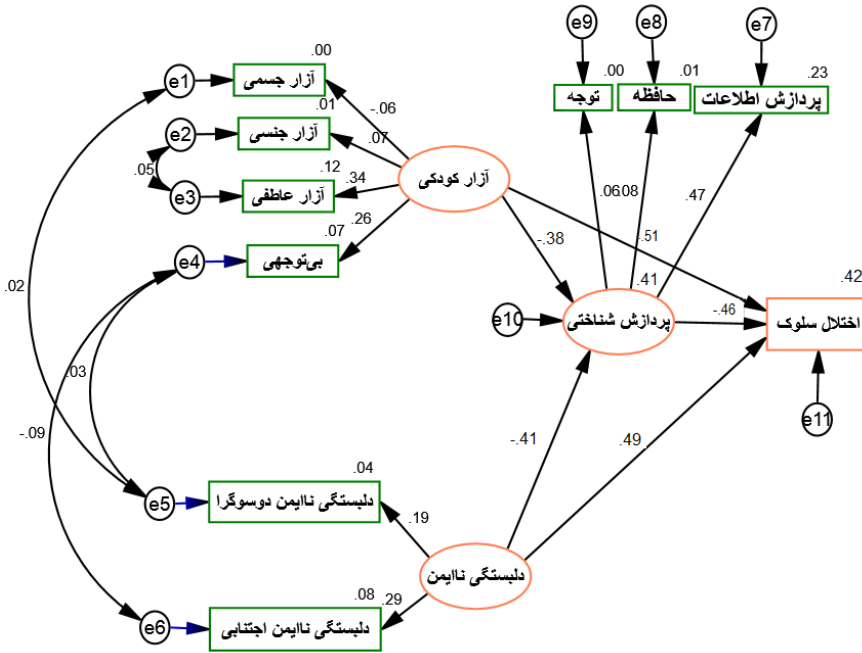 e9
e8
e7
.00
.01
.23
توجه
حافظه
پردازش اطلاعات
.00
e1
آزار جسمی
-.06
.01
e2
آزار جنسی
.07
.05
.12
.34
e3
آزار عاطفی
آزار کودکی
.26
.07
e4
بی‌توجهی
.06
.08
.47
-.38
-.51
.41
.42
.02
e10
پردازش شناختی
-.46
اختلال سلوک
.03
-.09
e11
-.41
.49
.04
e5
دلبستگی ناایمن دوسوگرا
.19
دلبستگی ناایمن
.08
.29
e6
دلبستگی ناایمن اجتنابی